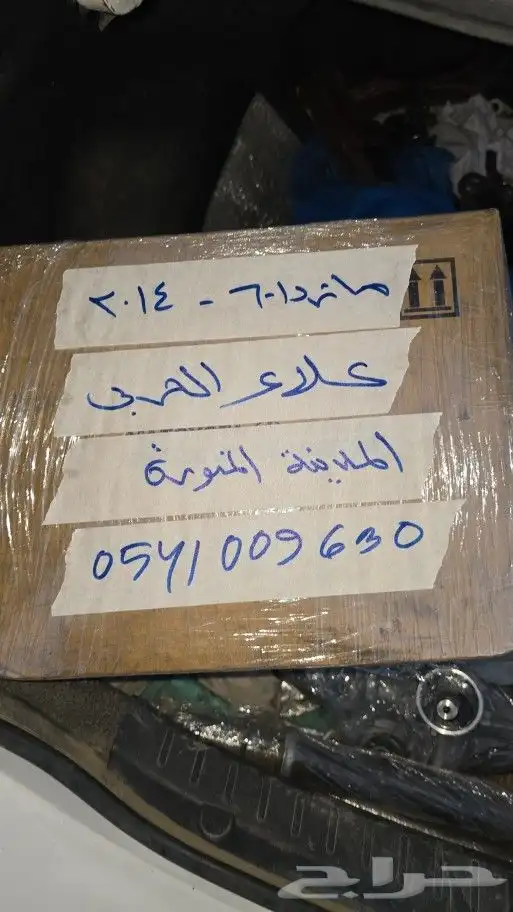 مازدا ٦ - ٢٠١٤
علاء الحربي
المدينة المنورة
0541009630
حراج